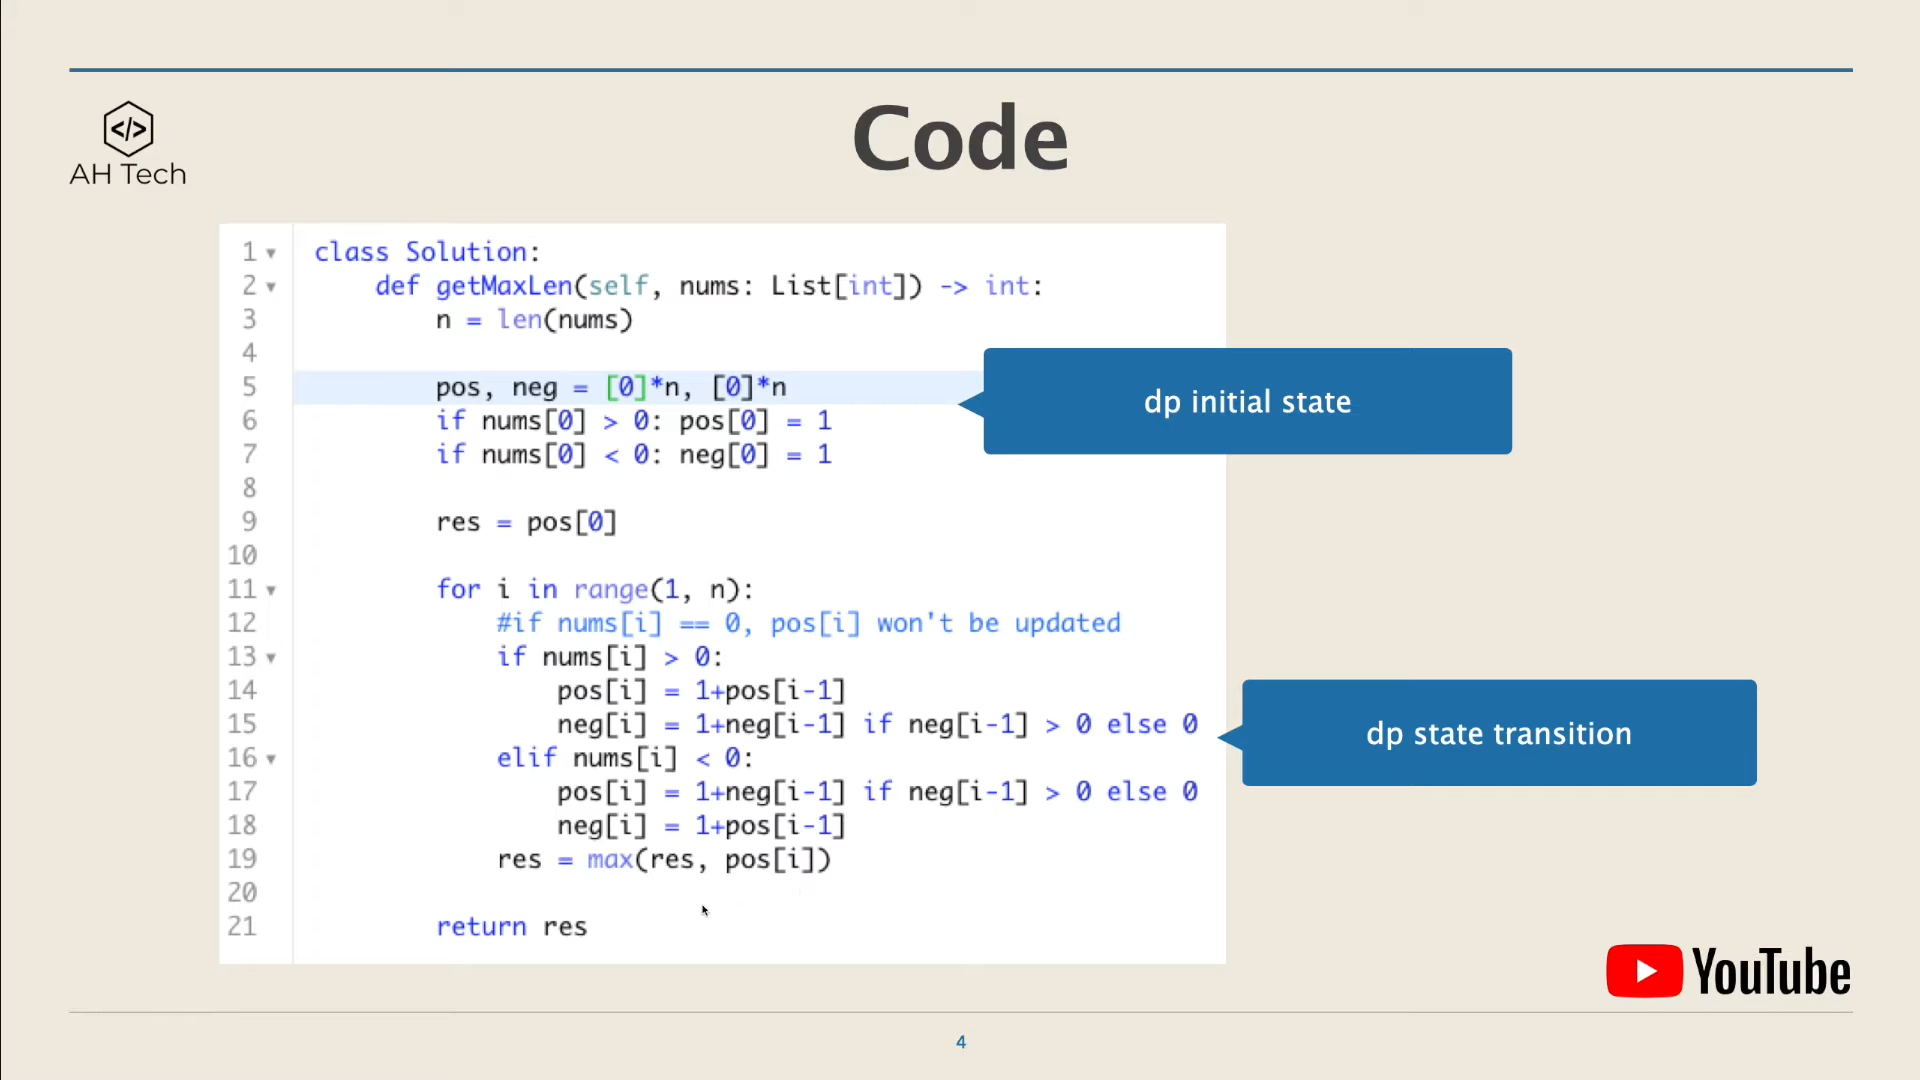 </>
AH Tech
Code
1 class Solution:
2     def getMaxLen(self, nums: List[int]) -> int:
3         n = len(nums)
4
5         pos, neg = [0]*n, [0]*n
6         if nums[0] > 0: pos[0] = 1
7         if nums[0] < 0: neg[0] = 1
8
9         res = pos[0]
10
11         for i in range(1, n):
12             #if nums[i] == 0, pos[i] won't be updated
13             if nums[i] > 0:
14                 pos[i] = 1+pos[i-1]
15                 neg[i] = 1+neg[i-1] if neg[i-1] > 0 else 0
16             elif nums[i] < 0:
17                 pos[i] = 1+neg[i-1] if neg[i-1] > 0 else 0
18                 neg[i] = 1+pos[i-1]
19             res = max(res, pos[i])
20
21         return res
dp initial state
dp state transition
YouTube
4